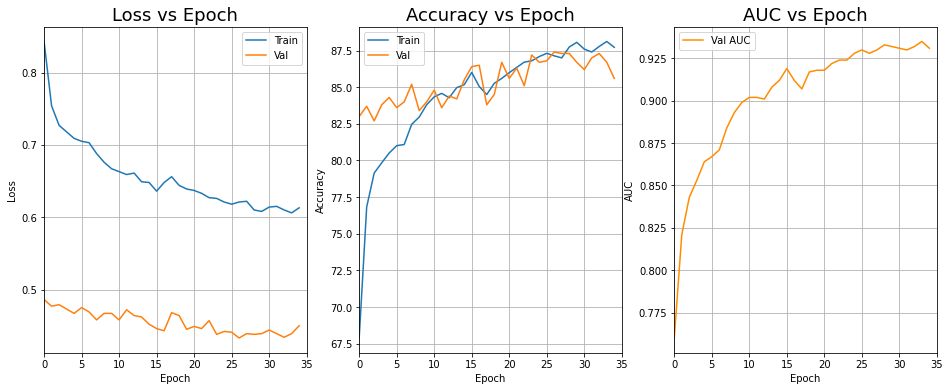 Loss vs Epoch
Train
Val
0.8
0.7
0.6
0.5
Loss
0 5 10 15 20 25 30 35
Epoch
Accuracy vs Epoch
Train
Val
87.5
85.0
82.5
80.0
77.5
75.0
72.5
70.0
67.5
Accuracy
0 5 10 15 20 25 30 35
Epoch
AUC vs Epoch
Val AUC
0.925
0.900
0.875
0.850
0.825
0.800
0.775
AUC
0 5 10 15 20 25 30 35
Epoch